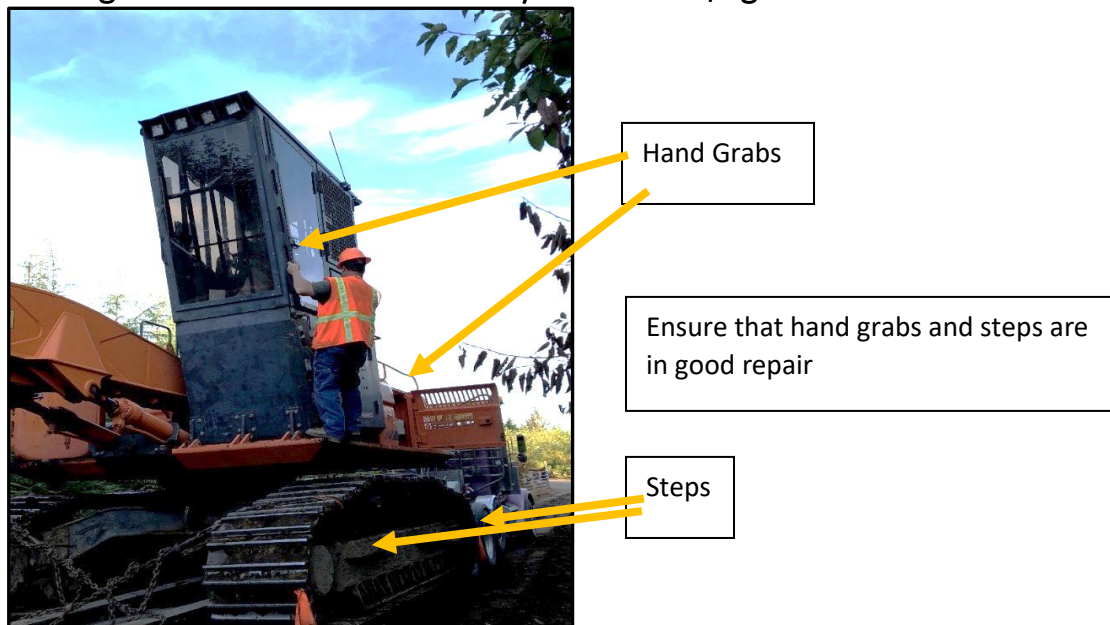 Hand Grabs
Ensure that hand grabs and steps are
in good repair
Steps